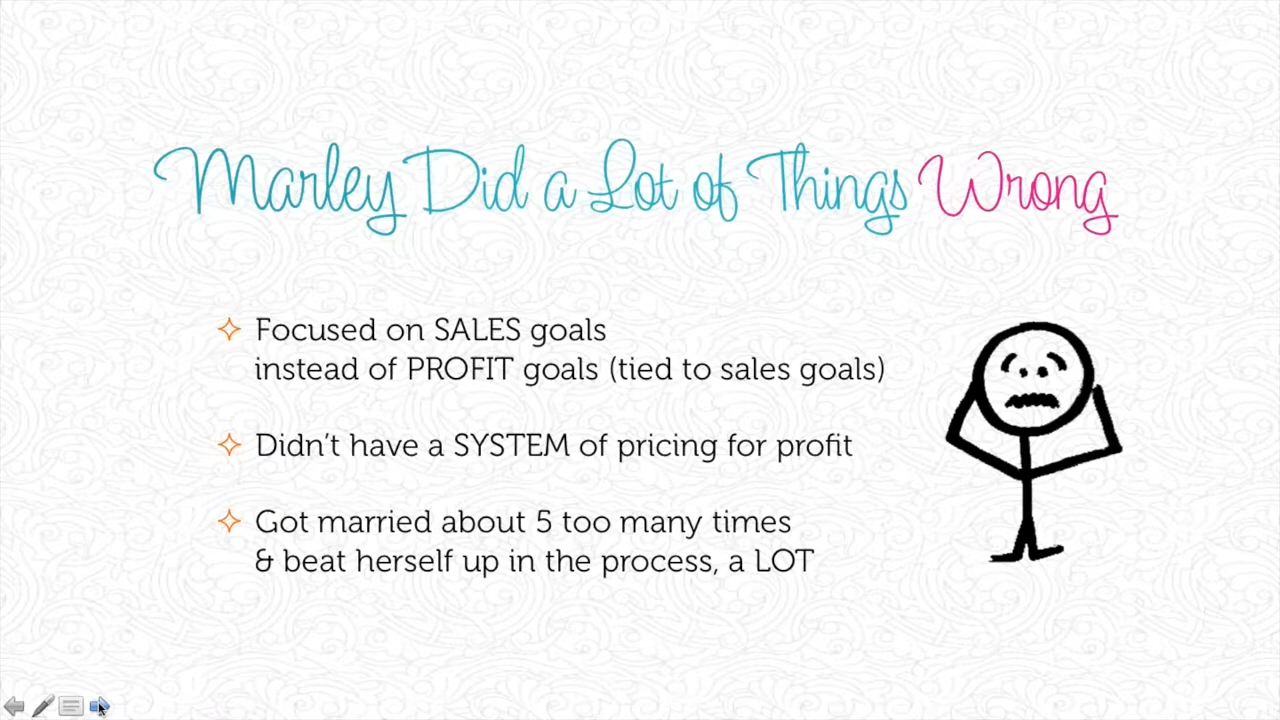 Marley Did a Lot of Things Wrong
Focused on SALES goals
instead of PROFIT goals (tied to sales goals)
Didn't have a SYSTEM of pricing for profit
Got married about 5 too many times
& beat herself up in the process, a LOT